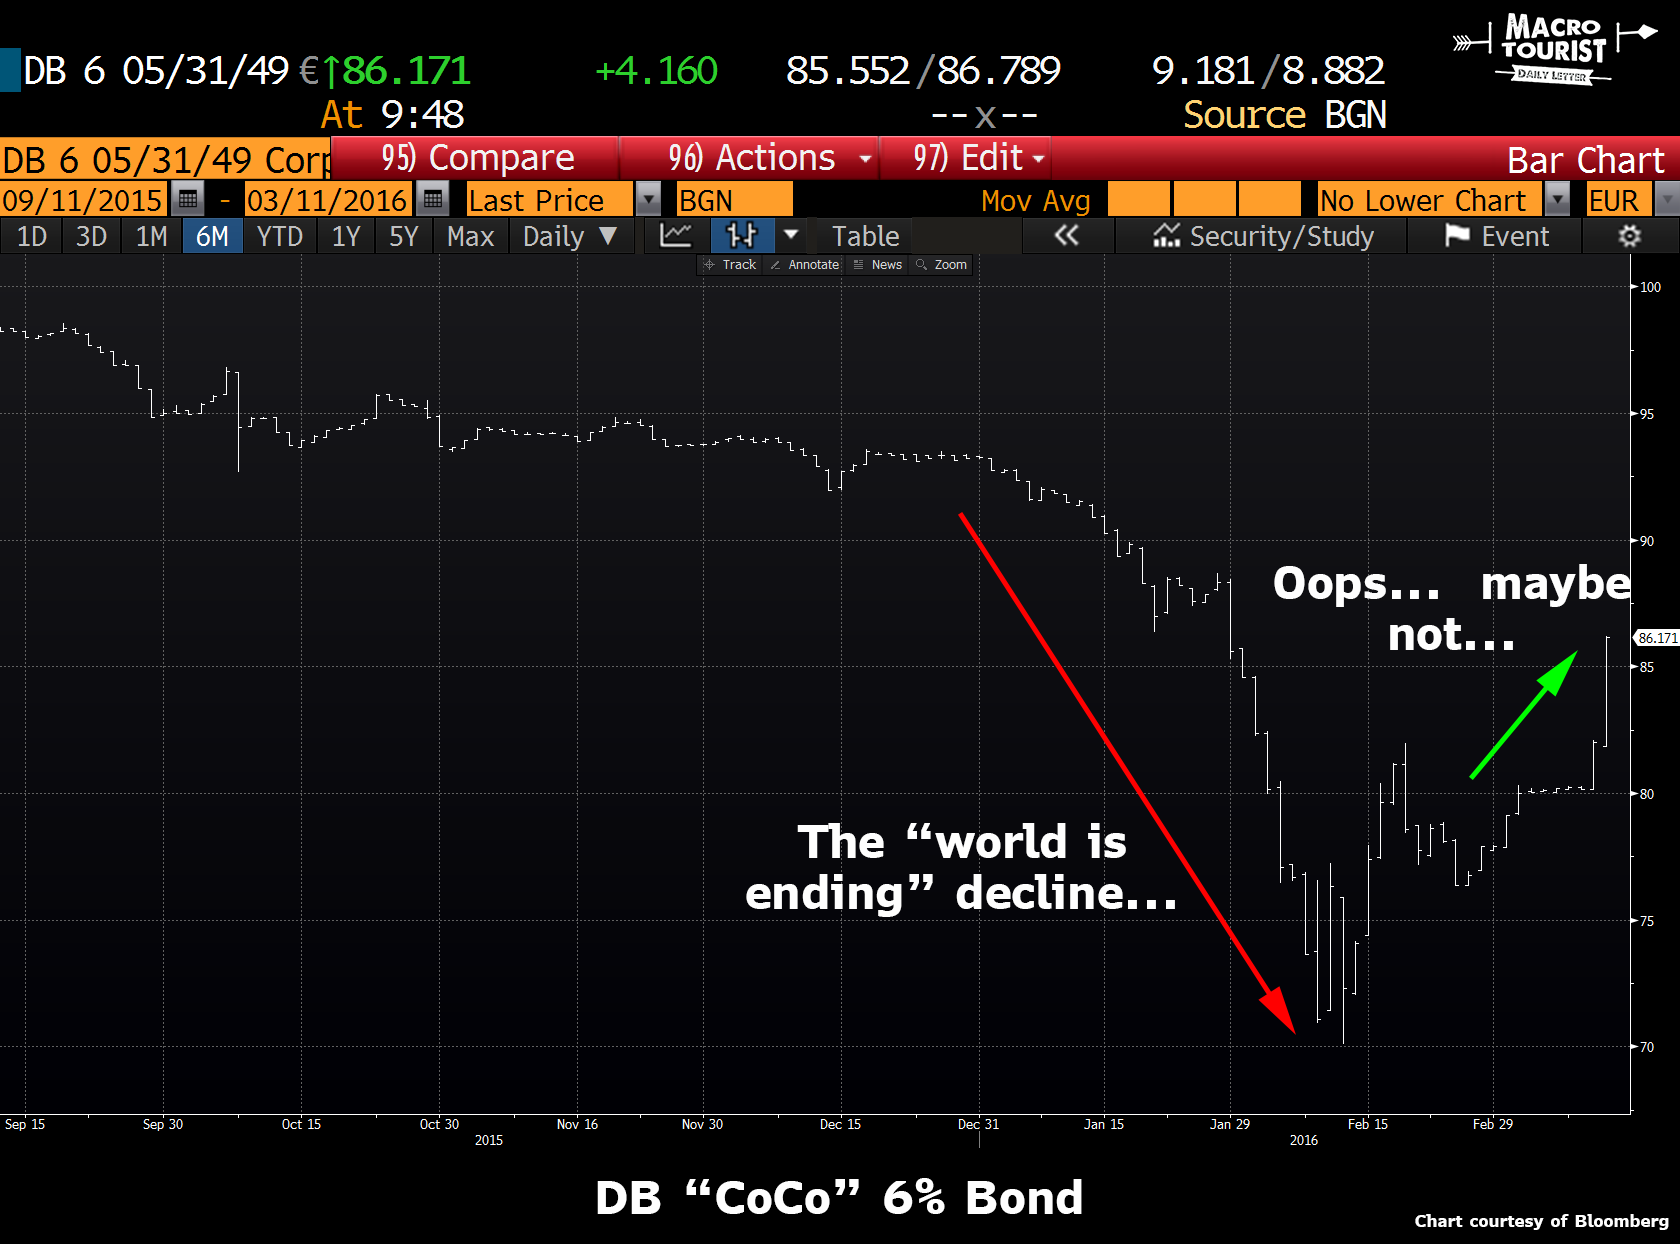 MACRO
TOURIST
DAILY LETTER
DB 6 05/31/49 €↑86.171 +4.160 85.552/86.789 9.181/8.882
At 9:48 --x-- Source BGN
DB 6 05/31/49 Corp 95) Compare 96) Actions 97) Edit Bar Chart
09/11/2015 - 03/11/2016 Last Price BGN Mov Avg No Lower Chart EUR
1D 3D 1M 6M YTD 1Y 5Y Max Daily ▼ Table « Security/Study Event
Track Annotate News Zoom
100
95
90
Oops... maybe
not...
86.171
85
80
The “world is
ending” decline...
75
70
Sep 15 Sep 30 Oct 15 Oct 30 Nov 16 Nov 30 Dec 15 Dec 31 Jan 15 Jan 29 Feb 15 Feb 29
2015 2016
DB “CoCo” 6% Bond
Chart courtesy of Bloomberg